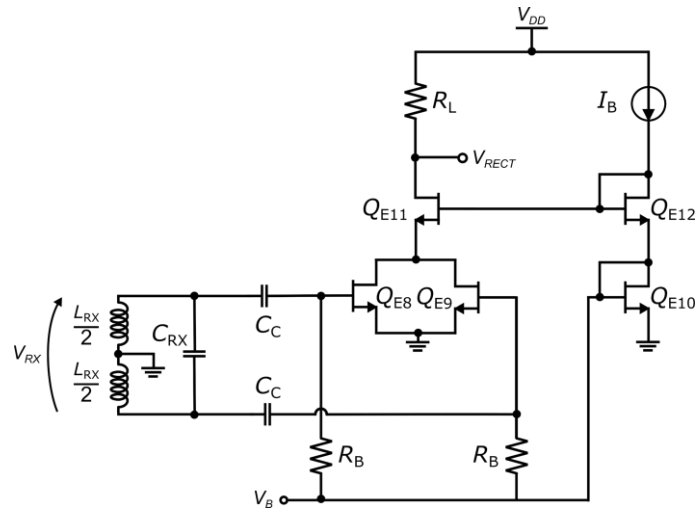 V_DD
R_L
I_B
V_RECT
Q_E11
Q_E12
Q_E8
Q_E9
Q_E10
L_RX
2
C_RX
C_C
V_RX
L_RX
2
C_C
R_B
R_B
V_B